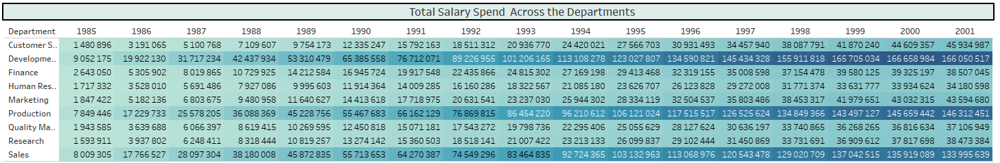 Total Salary Spend Across the Departments
Department 1985 1986 1987 1988 1989 1990 1991 1992 1993 1994 1995 1996 1997 1998 1999 2000 2001
Customer S.. 1 480 896 3 191 065 5 100 768 7 109 607 9 754 173 12 335 247 15 792 163 18 511 312 20 936 770 24 420 021 27 566 703 30 931 493 34 457 940 38 087 791 41 870 240 44 609 357 45 934 987
Developme.. 9 052 175 19 922 130 31 717 234 42 437 934 53 310 479 65 385 558 76 712 071 89 226 955 101 206 165 113 108 278 123 027 807 134 590 821 145 434 328 155 911 818 165 705 034 166 658 984 166 050 517
Finance 2 643 050 5 305 902 8 019 865 10 729 925 14 212 584 16 945 724 19 917 548 22 435 866 24 815 302 27 169 198 29 413 468 32 319 155 35 008 598 37 154 478 39 580 125 39 325 197 38 507 045
Human Res.. 1 717 332 3 528 010 5 691 486 7 927 086 9 995 603 11 914 364 14 009 285 16 160 286 18 322 567 21 085 180 23 626 707 26 123 828 29 272 008 31 771 374 33 631 777 33 934 624 34 180 598
Marketing 1 847 422 5 182 136 6 803 675 9 480 958 11 640 627 14 413 618 17 718 975 20 631 541 23 237 030 25 944 302 28 334 119 32 504 537 35 803 486 38 453 317 41 979 651 43 032 315 43 594 680
Production 7 849 446 17 229 733 25 578 205 36 088 369 45 228 756 55 467 683 66 162 129 76 869 815 86 454 220 96 210 612 106 121 024 117 515 517 126 525 624 134 849 366 143 497 127 145 659 442 146 312 451
Quality Ma.. 1 943 585 3 639 688 6 066 397 8 619 415 10 269 595 12 450 818 15 071 181 17 543 272 19 798 736 22 295 406 25 055 629 28 127 624 30 636 197 33 740 865 36 268 265 36 816 634 37 106 949
Research 1 593 911 3 937 802 6 248 411 8 318 444 10 819 257 13 274 142 15 360 503 18 518 141 21 007 422 23 213 133 26 099 837 29 102 444 31 450 869 33 731 691 36 909 612 37 817 698 38 473 384
Sales 8 009 305 17 766 527 28 097 304 38 180 008 45 872 835 55 713 653 64 270 387 74 549 296 83 464 835 92 724 365 103 132 963 113 068 976 120 543 478 129 020 709 137 042 515 135 919 089 133 995 639